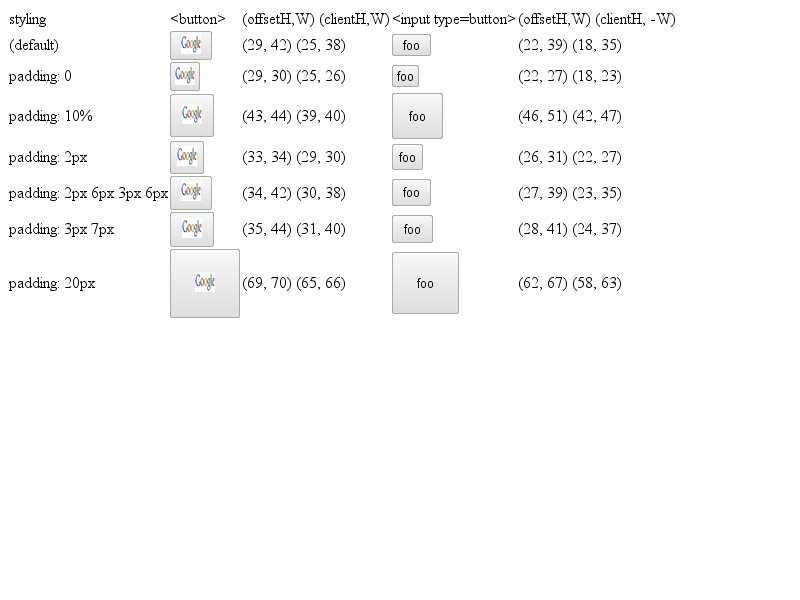 styling <button> (offsetH,W) (clientH,W) <input type=button> (offsetH,W) (clientH, -W)
(default) Google (29, 42) (25, 38) foo (22, 39) (18, 35)
padding: 0 Google (29, 30) (25, 26) foo (22, 27) (18, 23)
padding: 10% Google (43, 44) (39, 40) foo (46, 51) (42, 47)
padding: 2px Google (33, 34) (29, 30) foo (26, 31) (22, 27)
padding: 2px 6px 3px 6px Google (34, 42) (30, 38) foo (27, 39) (23, 35)
padding: 3px 7px Google (35, 44) (31, 40) foo (28, 41) (24, 37)
padding: 20px Google (69, 70) (65, 66) foo (62, 67) (58, 63)